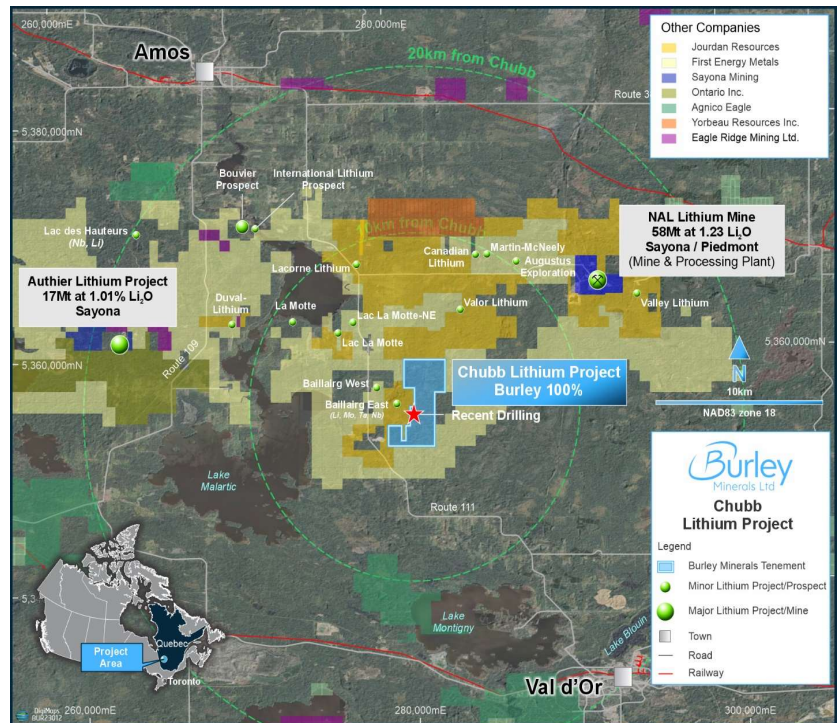 260,000mE
280,000mE
Amos
20km from Chubb
Other Companies
Jourdan Resources
First Energy Metals
Sayona Mining
Ontario Inc.
Agnico Eagle
Yorbeau Resources Inc.
Eagle Ridge Mining Ltd.
Route 3
5,380,000mN
Bouvier
Prospect
International Lithium
Prospect
Lac des Hauteurs
(Nb, Li)
10km from Chubb
Canadian
Lithium
Martin-McNeely
Augustus
Exploration
NAL Lithium Mine
58Mt at 1.23 Li2O
Sayona / Piedmont
(Mine & Processing Plant)
Lacorne Lithium
Authier Lithium Project
17Mt at 1.01% Li2O
Sayona
Duval-
Lithium
La Motte
Lac La Motte-NE
Valor Lithium
Valley Lithium
Lac La Motte
Route 109
5,360,000mN
5,360,000mN
Chubb Lithium Project
Burley 100%
N
10km
NAD83 zone 18
Baillairg West
Baillairg East
(Li, Mo, Ta, Nb)
Recent Drilling
Lake
Malartic
Route 111
Burley
Minerals Ltd
Chubb
Lithium Project
Legend
Burley Minerals Tenement
Minor Lithium Project/Prospect
Major Lithium Project/Mine
Town
Road
Railway
5,3
Lake
Montigny
Lake Blouin
Quebec
Project
Area
Toronto
Val d'Or
DigiMaps
BUR23012
260,000mE
280,000mE
300,000mE